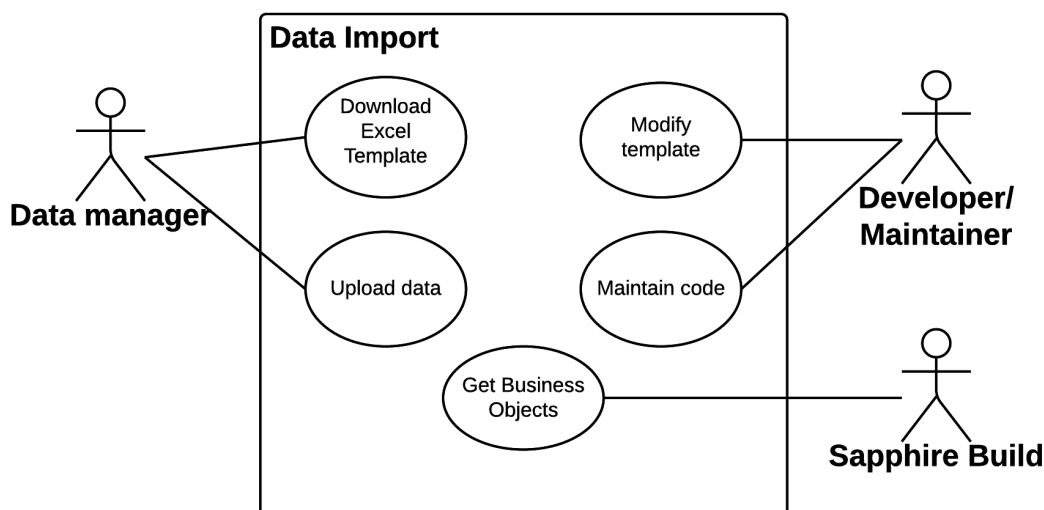 Data Import
Download
Excel
Template
Modify
template
Data manager
Developer/
Maintainer
Upload data
Maintain code
Get Business
Objects
Sapphire Build